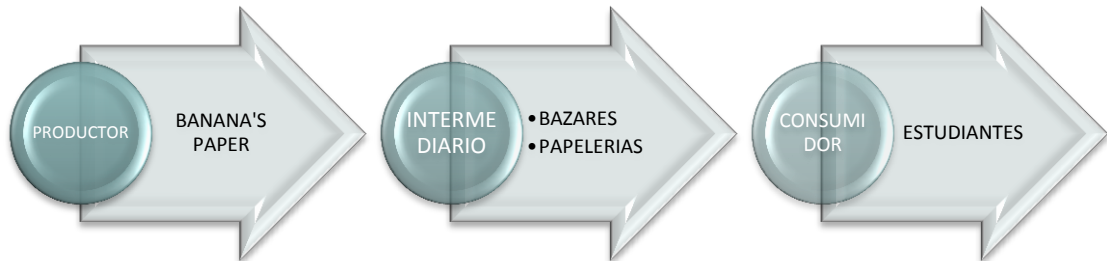 PRODUCTOR
BANANA'S
PAPER
INTERME
DIARIO
•BAZARES
•PAPELERIAS
CONSUMI
DOR
ESTUDIANTES